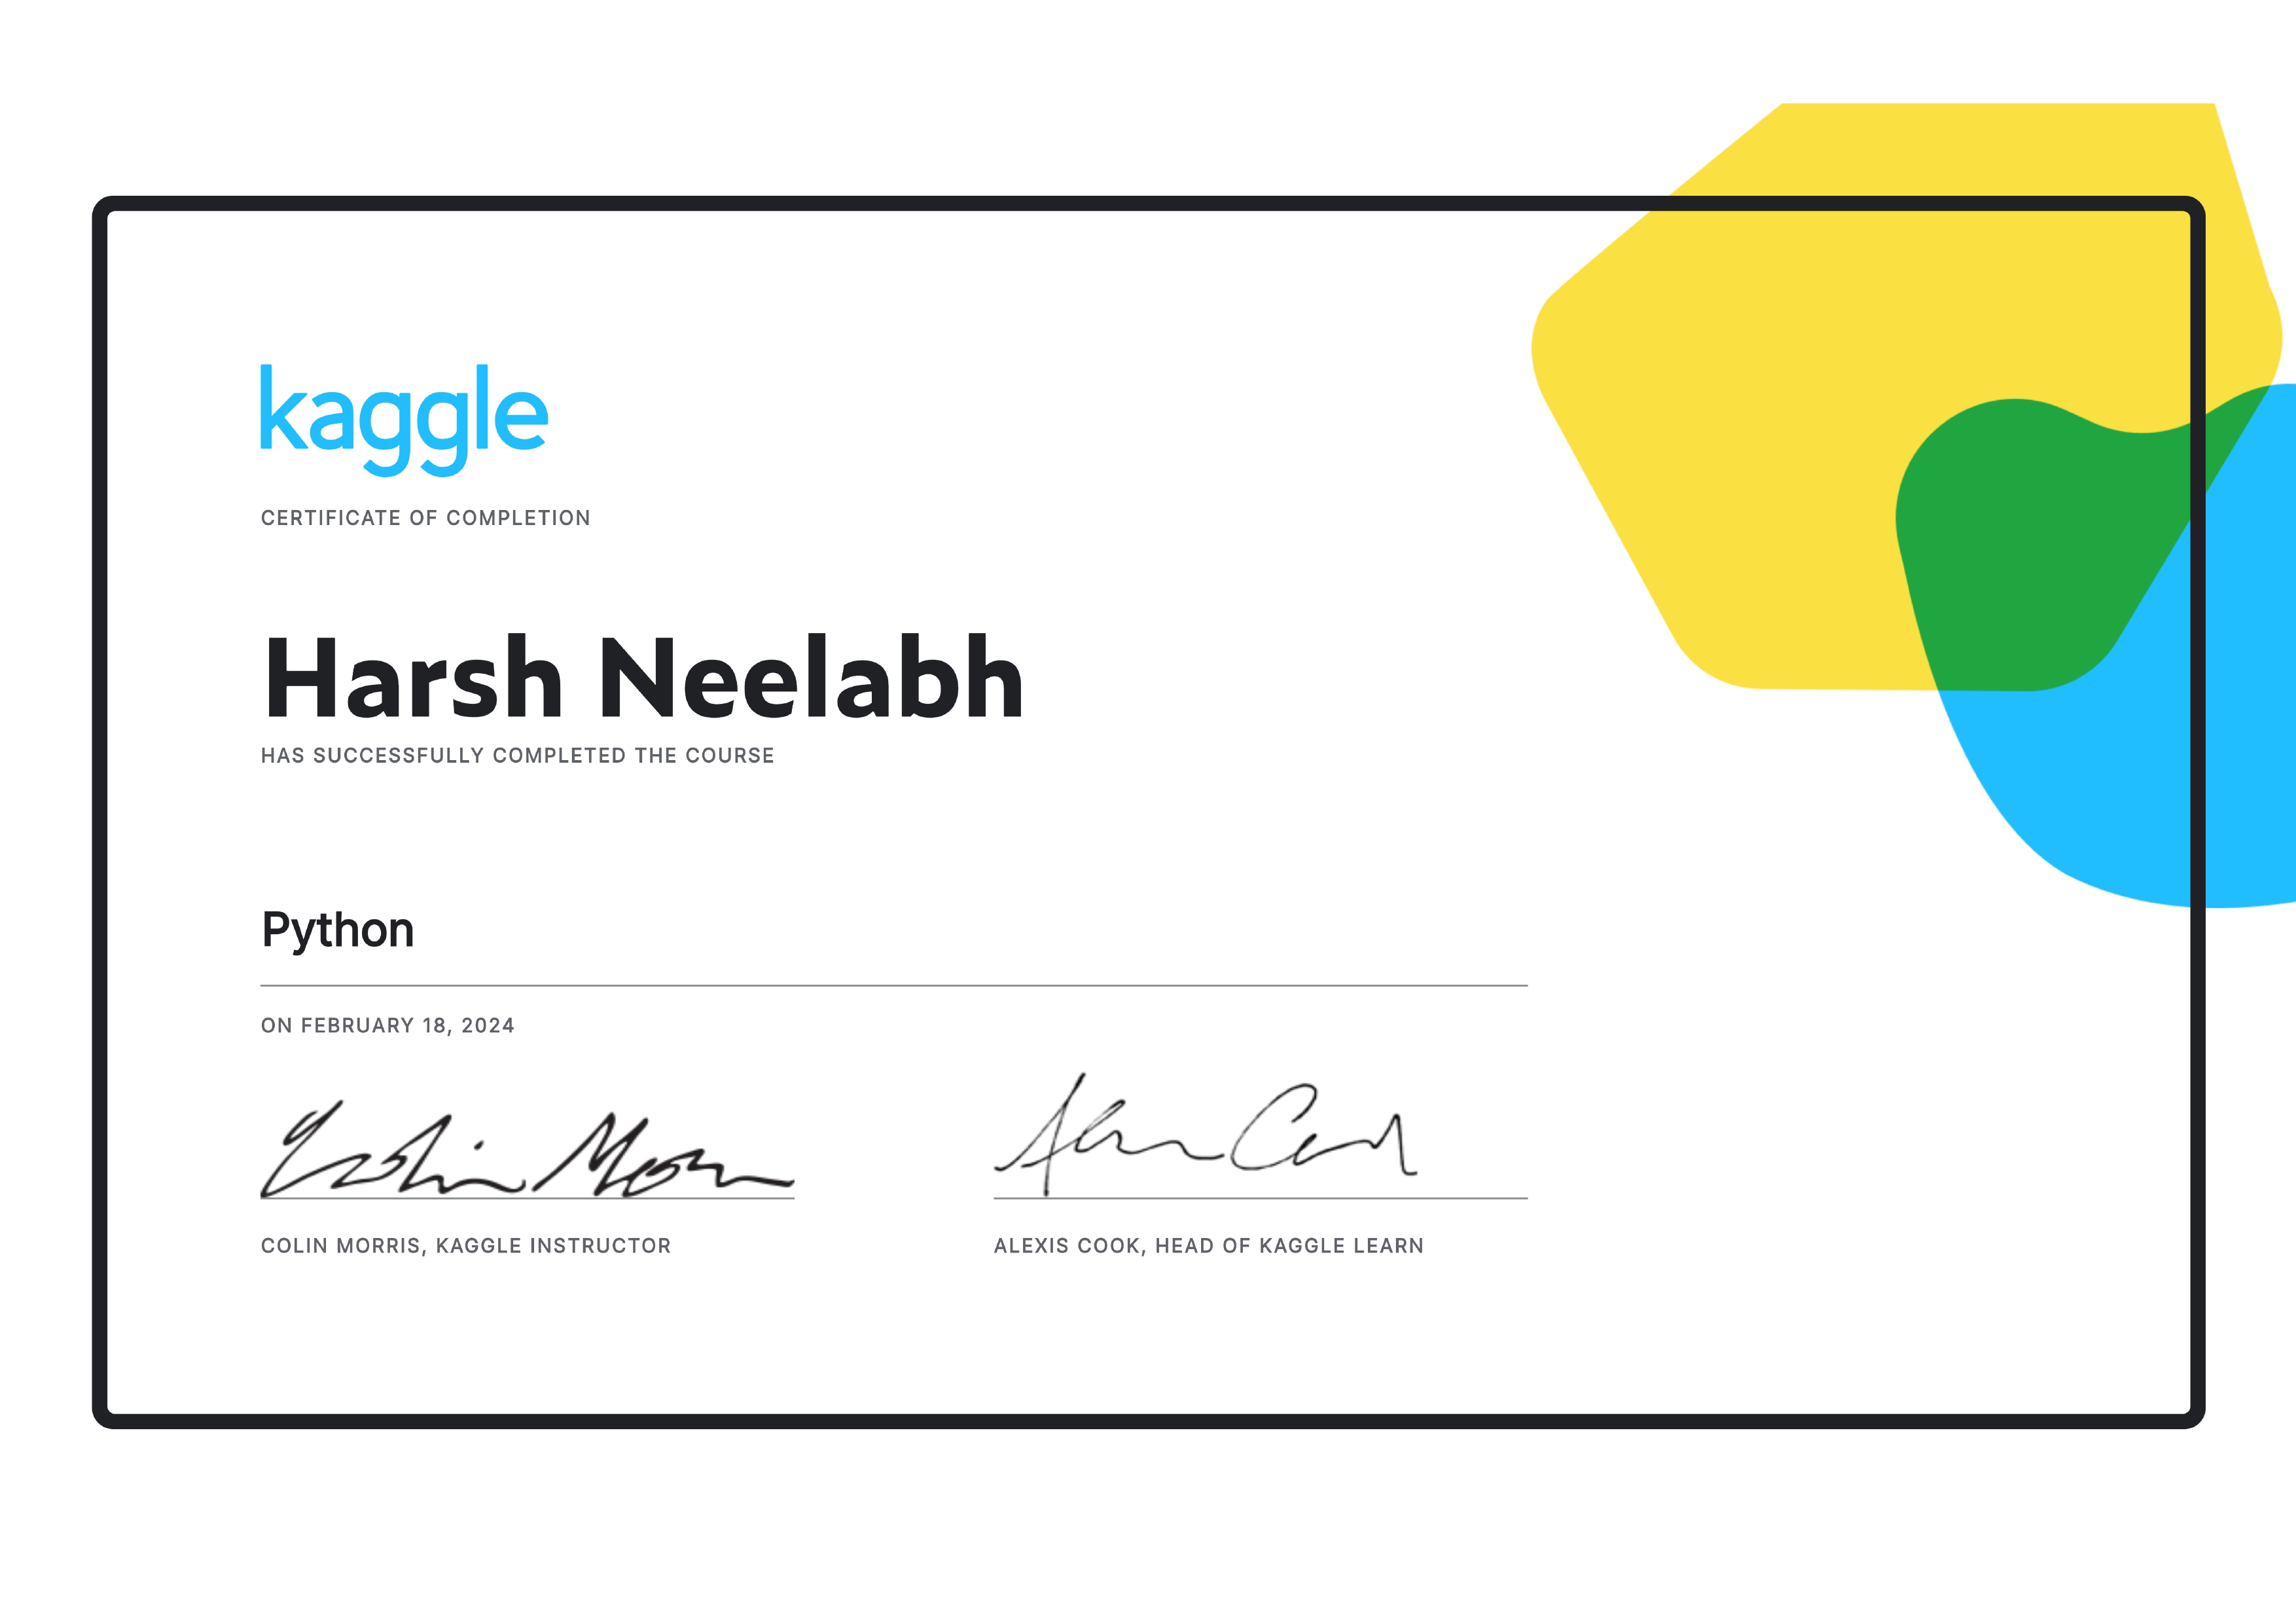 kaggle
CERTIFICATE OF COMPLETION
Harsh Neelabh
HAS SUCCESSFULLY COMPLETED THE COURSE
Python
ON FEBRUARY 18, 2024
COLIN MORRIS, KAGGLE INSTRUCTOR
ALEXIS COOK, HEAD OF KAGGLE LEARN